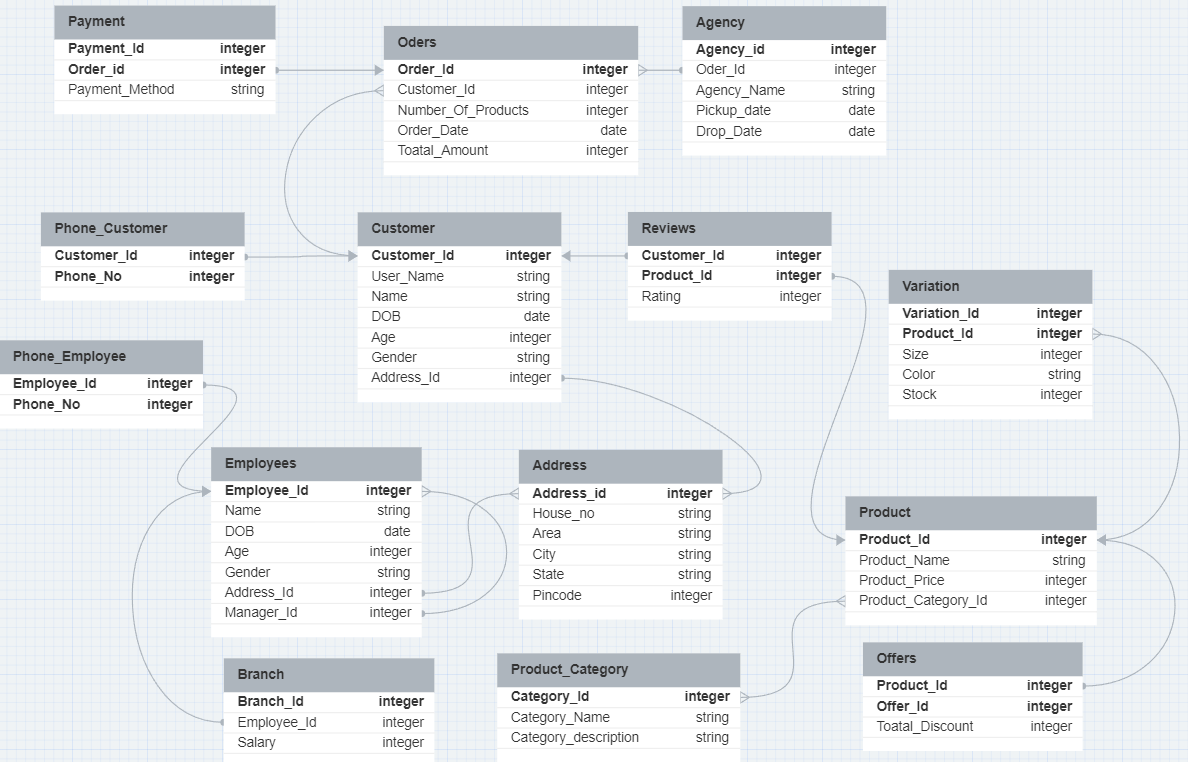 Payment
Payment_Id integer
Order_id integer
Payment_Method string
Oders
Order_Id integer
Customer_Id integer
Number_Of_Products integer
Order_Date date
Toatal_Amount integer
Agency
Agency_id integer
Oder_Id integer
Agency_Name string
Pickup_date date
Drop_Date date
Phone_Customer
Customer_Id integer
Phone_No integer
Customer
Customer_Id integer
User_Name string
Name string
DOB date
Age integer
Gender string
Address_Id integer
Reviews
Customer_Id integer
Product_Id integer
Rating integer
Variation
Variation_Id integer
Product_Id integer
Size integer
Color string
Stock integer
Phone_Employee
Employee_Id integer
Phone_No integer
Employees
Employee_Id integer
Name string
DOB date
Age integer
Gender string
Address_Id integer
Manager_Id integer
Address
Address_id integer
House_no string
Area string
City string
State string
Pincode integer
Product
Product_Id integer
Product_Name string
Product_Price integer
Product_Category_Id integer
Branch
Branch_Id integer
Employee_Id integer
Salary integer
Product_Category
Category_Id integer
Category_Name string
Category_description string
Offers
Product_Id integer
Offer_Id integer
Toatal_Discount integer